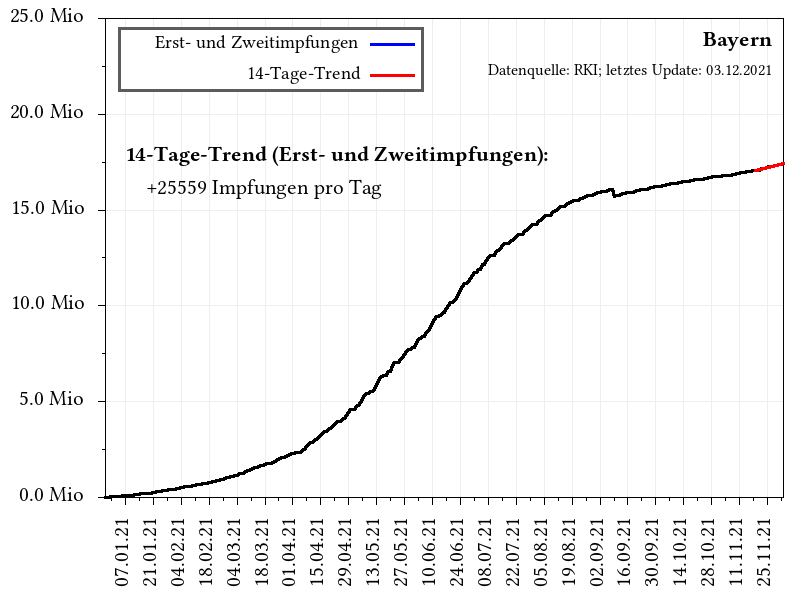 25.0 Mio
20.0 Mio
15.0 Mio
10.0 Mio
5.0 Mio
0.0 Mio
Erst- und Zweitimpfungen
14-Tage-Trend
Bayern
Datenquelle: RKI; letztes Update: 03.12.2021
14-Tage-Trend (Erst- und Zweitimpfungen):
+25559 Impfungen pro Tag
07.01.21
21.01.21
04.02.21
18.02.21
04.03.21
18.03.21
01.04.21
15.04.21
29.04.21
13.05.21
27.05.21
10.06.21
24.06.21
08.07.21
22.07.21
05.08.21
19.08.21
02.09.21
16.09.21
30.09.21
14.10.21
28.10.21
11.11.21
25.11.21